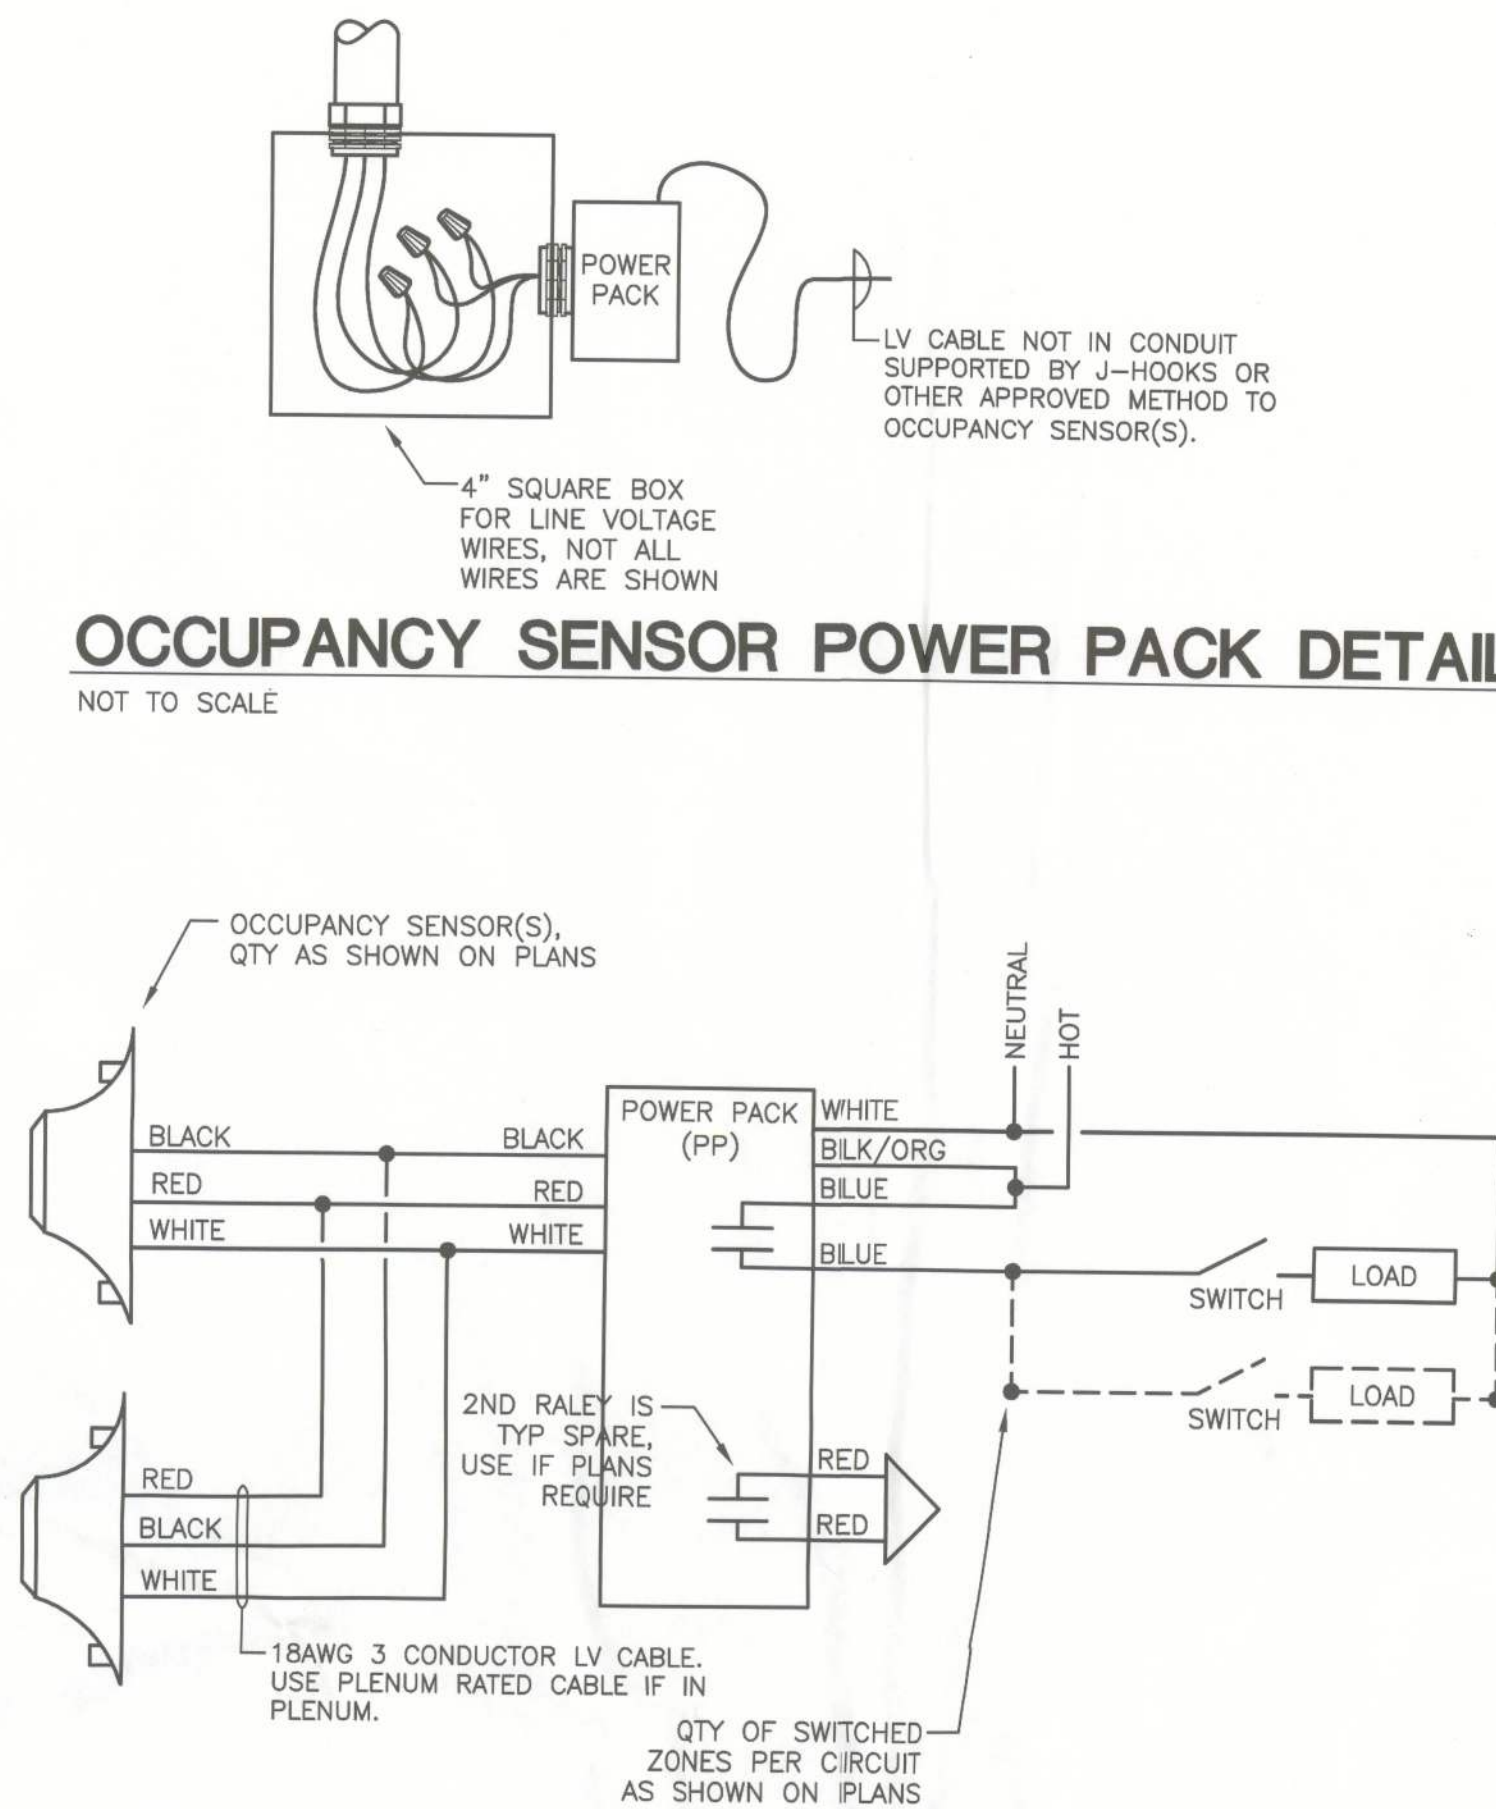 POWER
PACK
LV CABLE NOT IN CONDUIT
SUPPORTED BY J-HOOKS OR
OTHER APPROVED METHOD TO
OCCUPANCY SENSOR(S).
4" SQUARE BOX
FOR LINE VOLTAGE
WIRES, NOT ALL
WIRES ARE SHOWN
OCCUPANCY SENSOR POWER PACK DETAIL
NOT TO SCALE
OCCUPANCY SENSOR(S),
QTY AS SHOWN ON PLANS
NEUTRAL
HOT
BLACK
RED
WHITE
BLACK
RED
WHITE
POWER PACK
(PP)
WHITE
BLK/ORG
BLUE
BLUE
SWITCH
LOAD
SWITCH
LOAD
2ND RALEY IS
TYP SPARE,
USE IF PLANS
REQUIRE
RED
RED
RED
BLACK
WHITE
18AWG 3 CONDUCTOR LV CABLE.
USE PLENUM RATED CABLE IF IN
PLENUM.
QTY OF SWITCHED
ZONES PER CIRCUIT
AS SHOWN ON PLANS